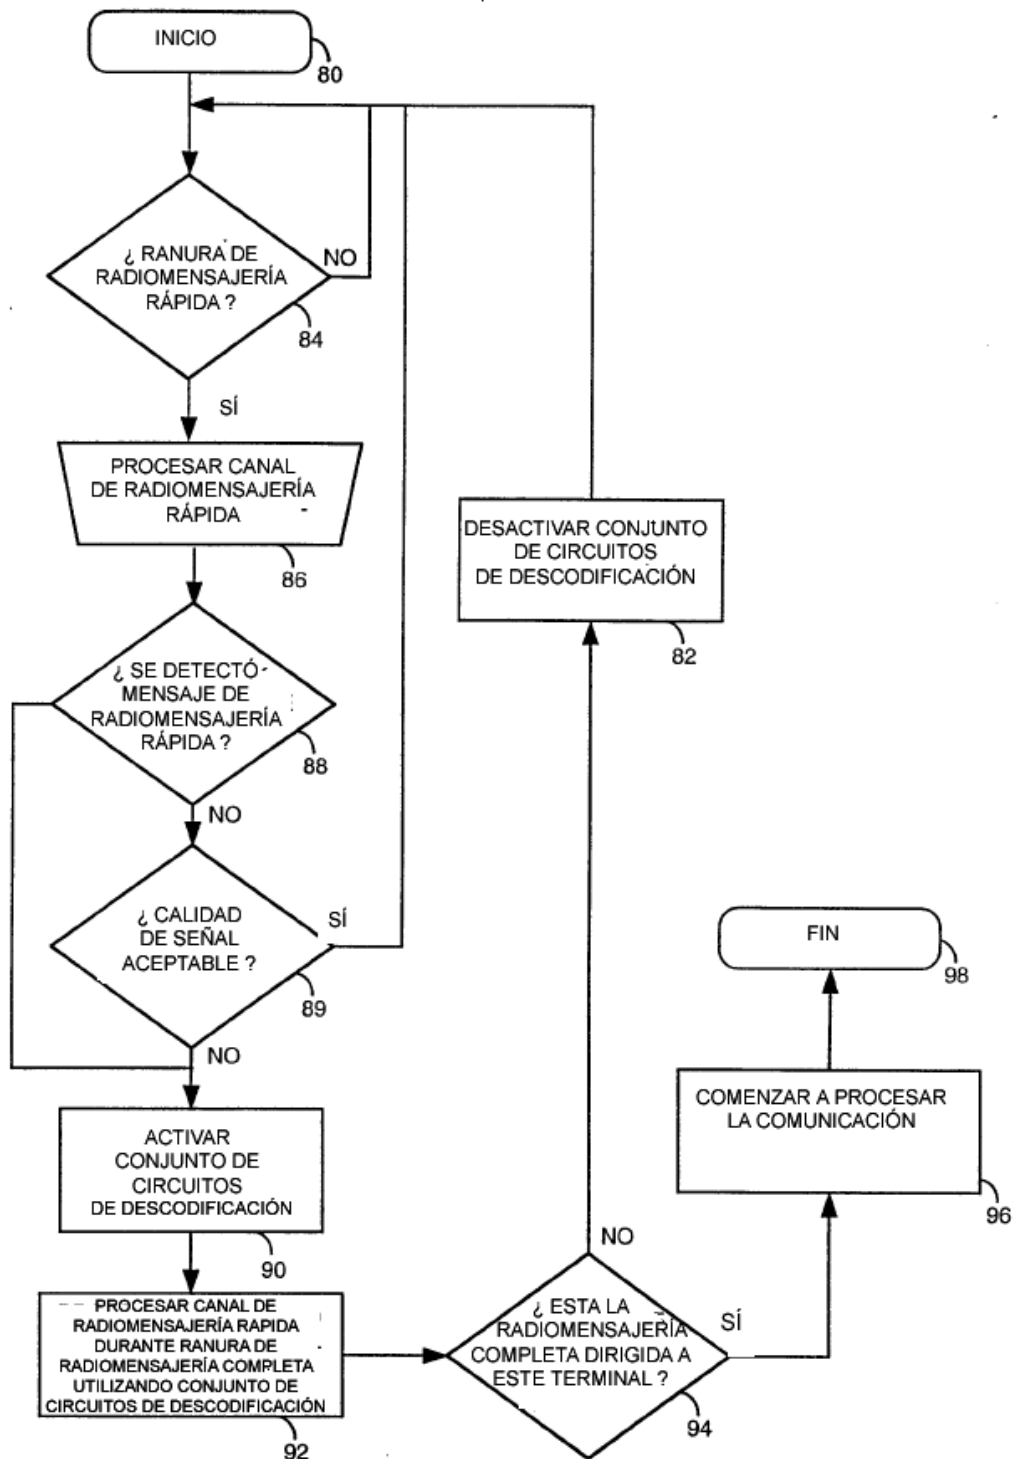 INICIO
80
¿ RANURA DE
RADIOMENSAJERÍA
RÁPIDA ?
NO
84
SÍ
PROCESAR CANAL
DE RADIOMENSAJERÍA
RÁPIDA
86
¿ SE DETECTÓ
MENSAJE DE
RADIOMENSAJERÍA
RÁPIDA ?
88
NO
¿ CALIDAD
DE SEÑAL
ACEPTABLE ?
SÍ
89
NO
ACTIVAR
CONJUNTO DE
CIRCUITOS
DE DESCODIFICACIÓN
90
PROCESAR CANAL DE
RADIOMENSAJERÍA RAPIDA
DURANTE RANURA DE
RADIOMENSAJERÍA COMPLETA
UTILIZANDO CONJUNTO DE
CIRCUITOS DE DESCODIFICACIÓN
92
¿ ESTA LA
RADIOMENSAJERÍA
COMPLETA DIRIGIDA A
ESTE TERMINAL ?
94
NO
SÍ
DESACTIVAR CONJUNTO
DE CIRCUITOS
DE DESCODIFICACIÓN
82
COMENZAR A PROCESAR
LA COMUNICACIÓN
96
FIN
98